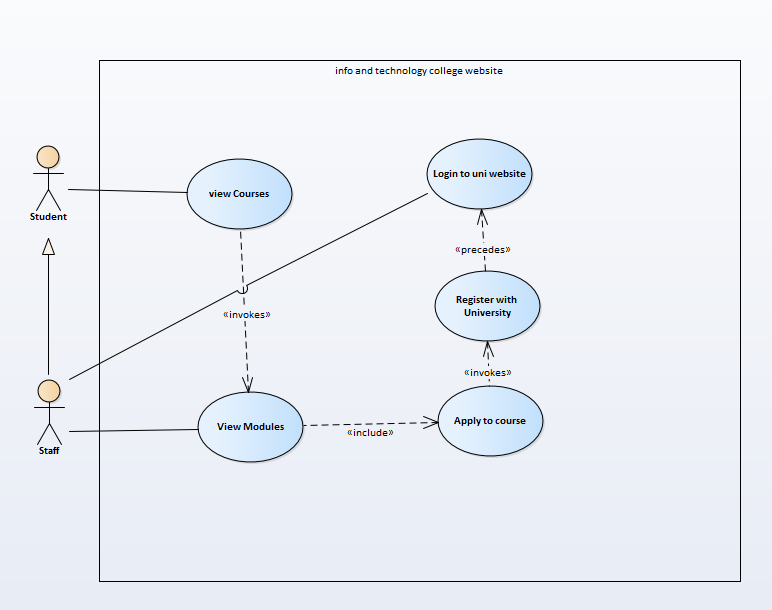 info and technology college website
Student
view Courses
Login to uni website
«precedes»
Register with
University
«invokes»
«invokes»
Staff
View Modules
«include»
Apply to course